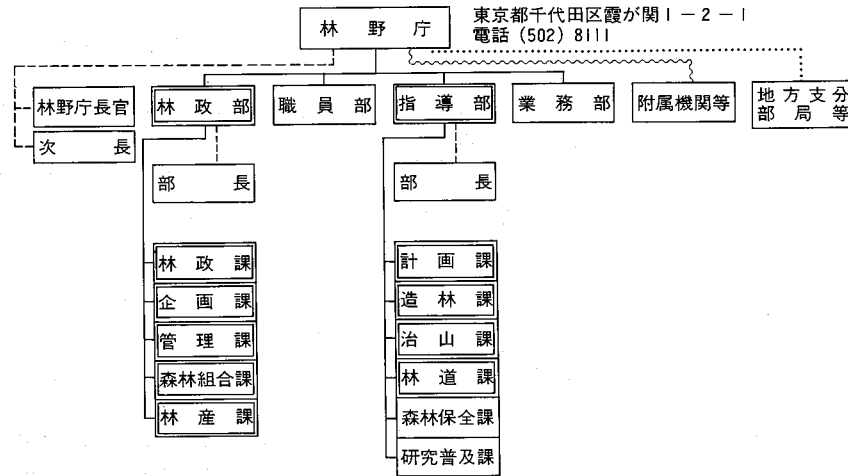 林野庁
東京都千代田区霞が関1－2－1
電話(502)8111
林野庁長官
次長
林政部
職員部
指導部
業務部
附属機関等
地方支分
部局等
部長
部長
林政課
企画課
管理課
森林組合課
林産課
計画課
造林課
治山課
林道課
森林保全課
研究普及課